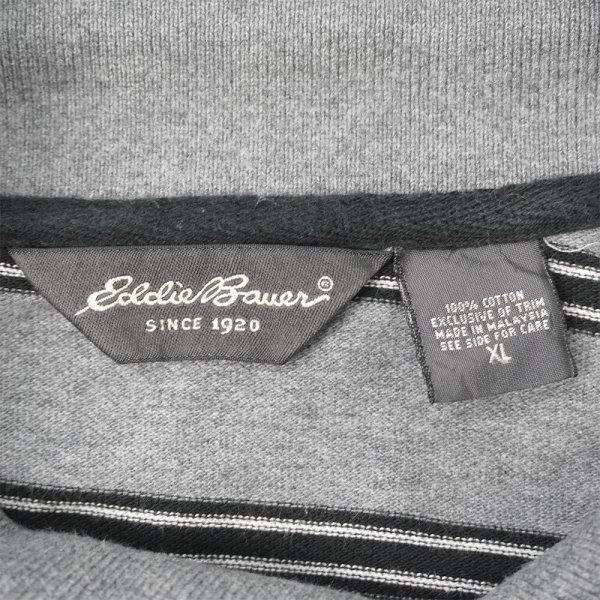 Eddie Bauer ®
SINCE 1920
100% COTTON
EXCLUSIVE OF TRIM
MADE IN MALAYSIA
SEE SIDE FOR CARE
XL